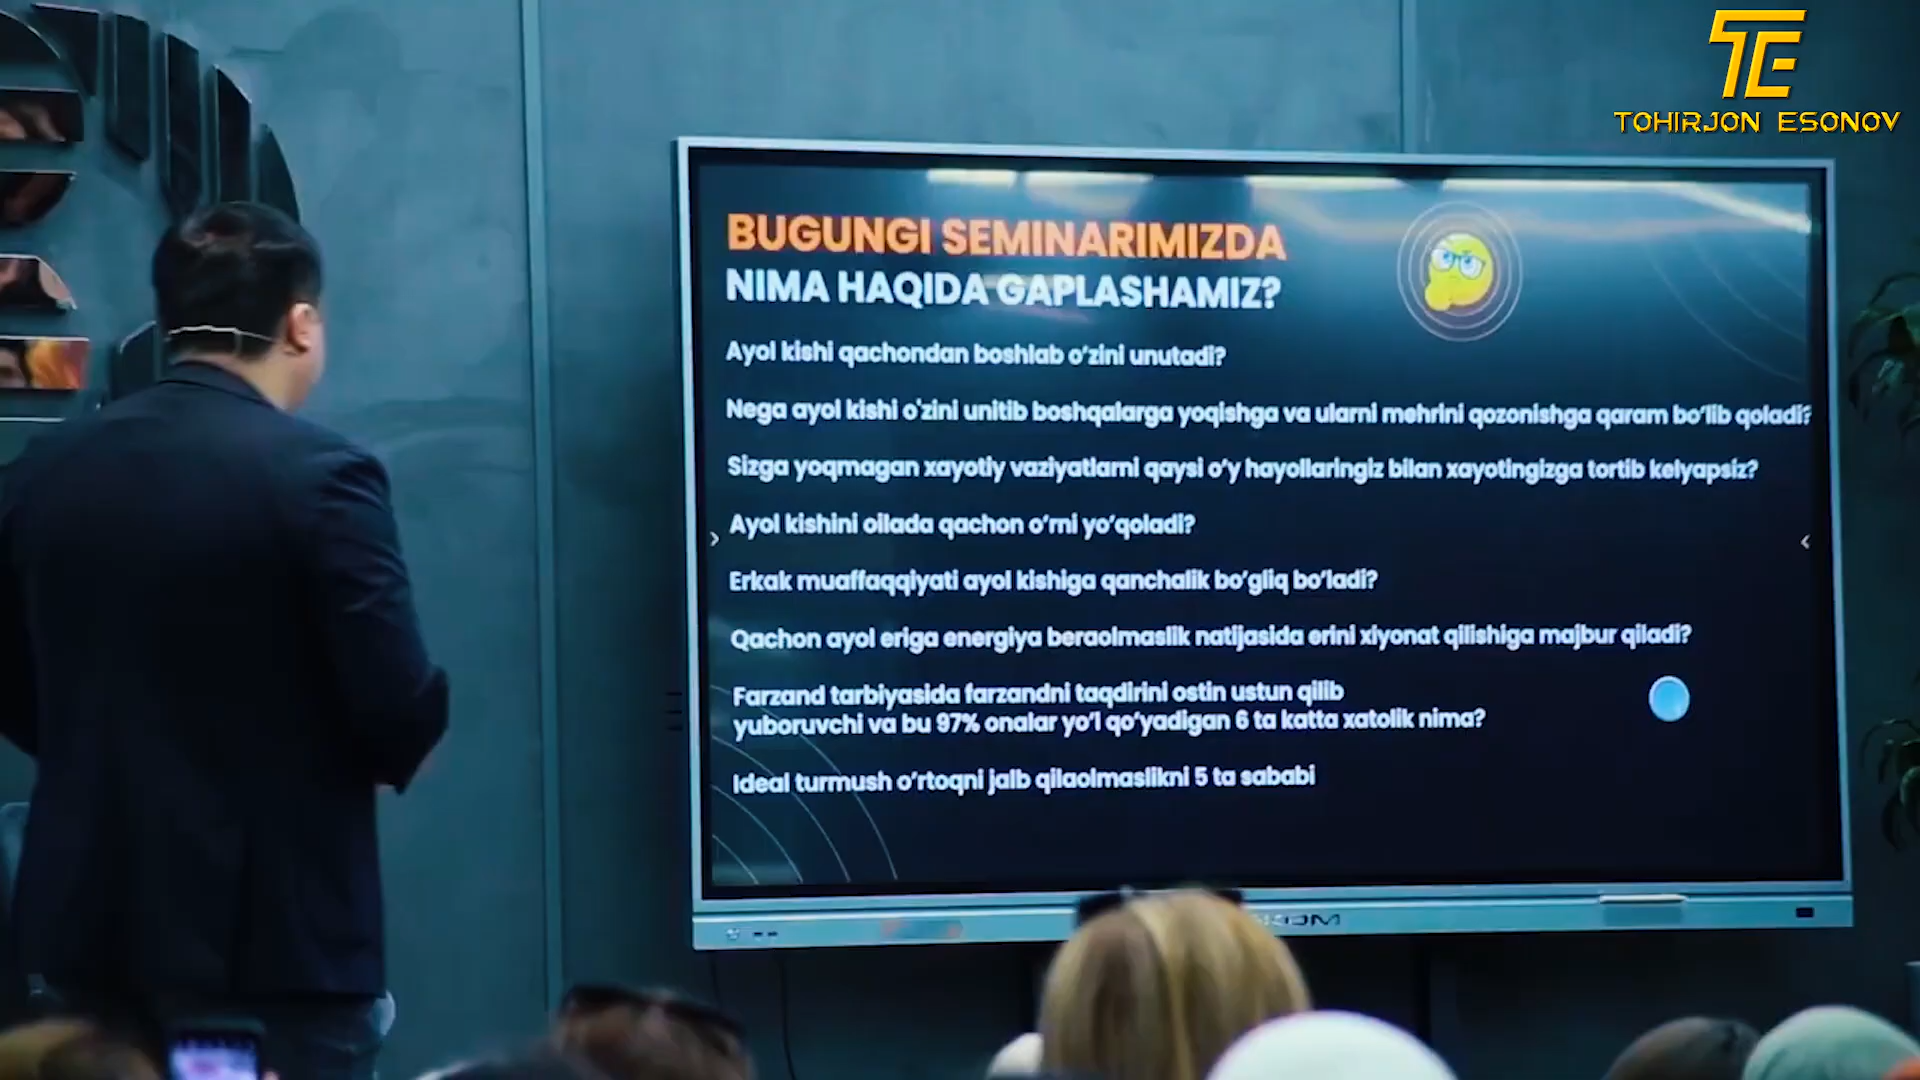 TE
TOHIRJON ESONOV
BUGUNGI SEMINARIMIZDA
NIMA HAQIDA GAPLASHAMIZ?
Ayol kishi qachondan boshlab o‘zini unutadi?
Nega ayol kishi o'zini unitib boshqalarga yoqishga va ularni mehrini qozonishga qaram bo‘lib qoladi?
Sizga yoqmagan xayotiy vaziyatlarni qaysi o‘y hayollaringiz bilan xayotingizga tortib kelyapsiz?
Ayol kishini oilada qachon o‘rni yo‘qoladi?
Erkak muaffaqqiyati ayol kishiga qanchalik bo‘gliq bo‘ladi?
Qachon ayol eriga energiya beraolmaslik natijasida erini xiyonat qilishiga majbur qiladi?
Farzand tarbiyasida farzandni taqdirini ostin ustun qilib
yuboruvchi va bu 97% onalar yo‘l qo‘yadigan 6 ta katta xatolik nima?
Ideal turmush o‘rtoqni jalb qilaolmaslikni 5 ta sababi